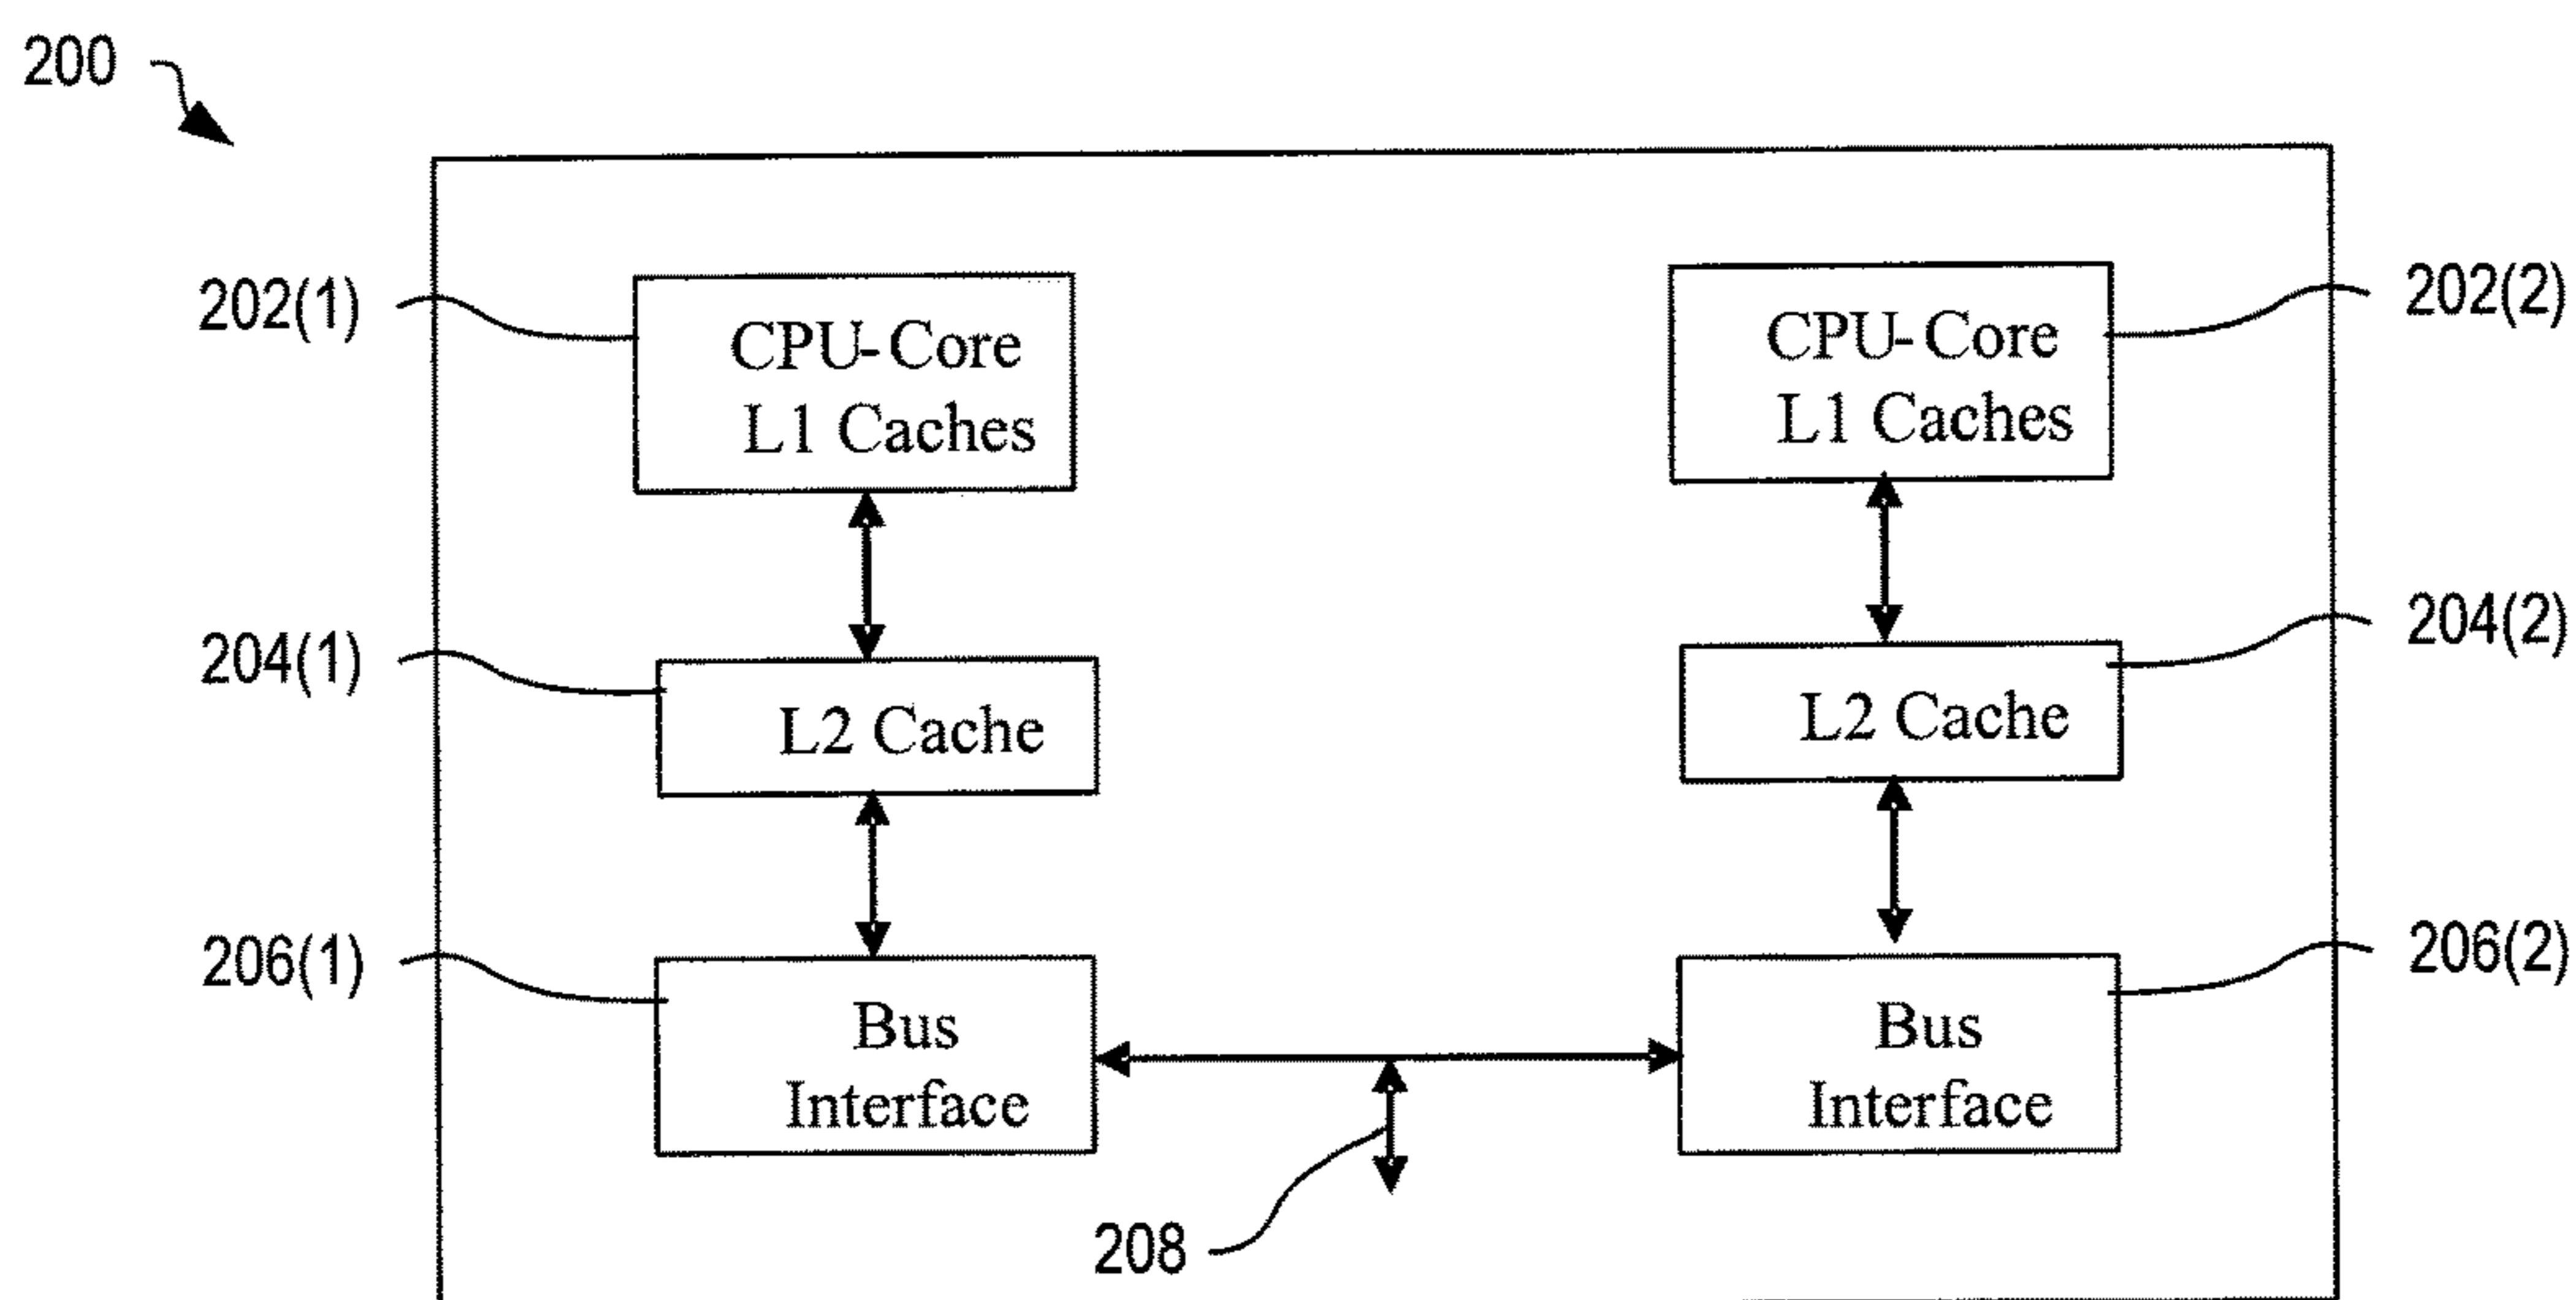 200
202(1)
CPU-Core
L1 Caches
CPU-Core
L1 Caches
202(2)
204(1)
L2 Cache
L2 Cache
204(2)
206(1)
Bus
Interface
Bus
Interface
206(2)
208